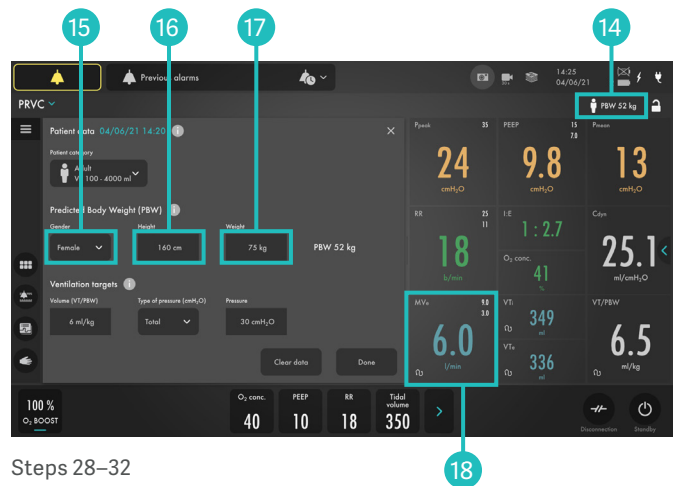 15 16 17 14
Previous alarms
14:25
04/06/21
PRVC
PBW 52 kg
Patient data 04/06/21 14:20 i
Patient category
Adult
VT 100 - 4000 ml
Predicted Body Weight (PBW) i
Gender Height Weight
Female 160 cm 75 kg PBW 52 kg
Ventilation targets i
Volume (VT/PBW) Type of pressure (cmH₂O) Pressure
6 ml/kg Total 30 cmH₂O
Clear data Done
Ppeak 35 PEEP 15 Pmean
7.0
24 9.8 13
cmH₂O cmH₂O cmH₂O
RR 25 I:E Cdyn
11
1 : 2.7
18 25.1
O₂ conc.
41
b/min % ml/cmH₂O
MVe 9.0 VTi VT/PBW
3.0
349
ml
6.0 6.5
VTe
336
l/min ml ml/kg
100 %
O₂ BOOST
O₂ conc. PEEP RR Tidal
volume
40 10 18 350
Disconnection Standby
Steps 28–32
18